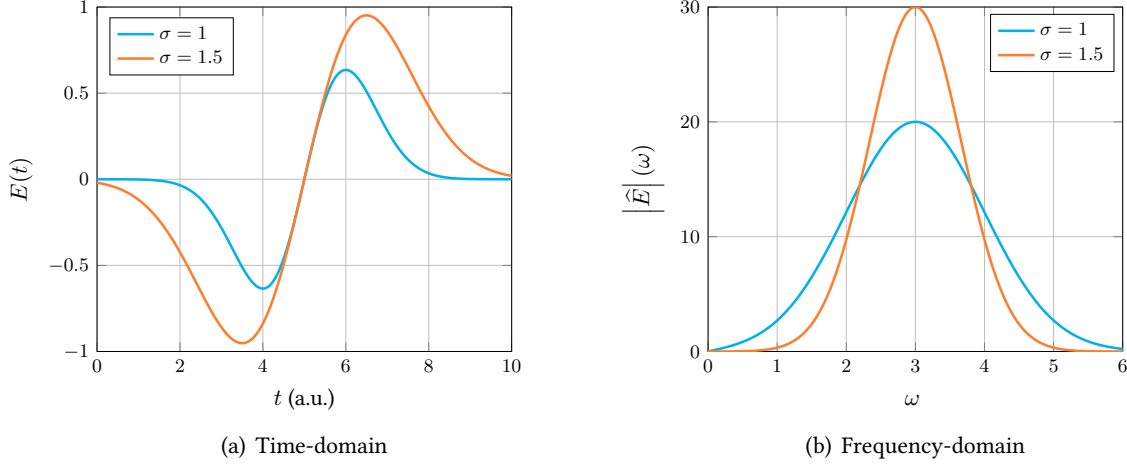 1
0.5
0
−0.5
−1
0
2
4
6
8
10
E(t)
t (a.u.)
σ = 1
σ = 1.5
(a) Time-domain
30
20
10
0
0
1
2
3
4
5
6
|Ê| (ω)
ω
σ = 1
σ = 1.5
(b) Frequency-domain